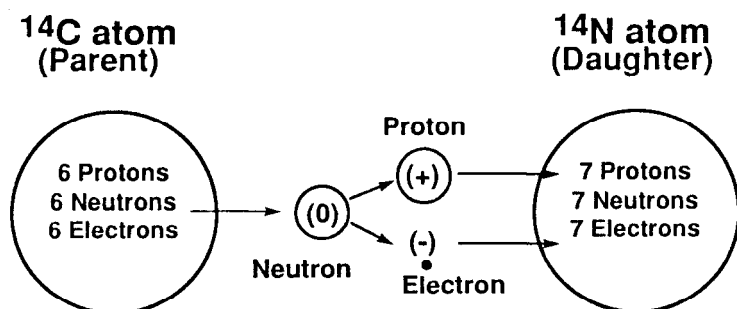 14C atom
(Parent)
6 Protons
6 Neutrons
6 Electrons
(0)
Neutron
Proton
(+)
(-)
Electron
14N atom
(Daughter)
7 Protons
7 Neutrons
7 Electrons